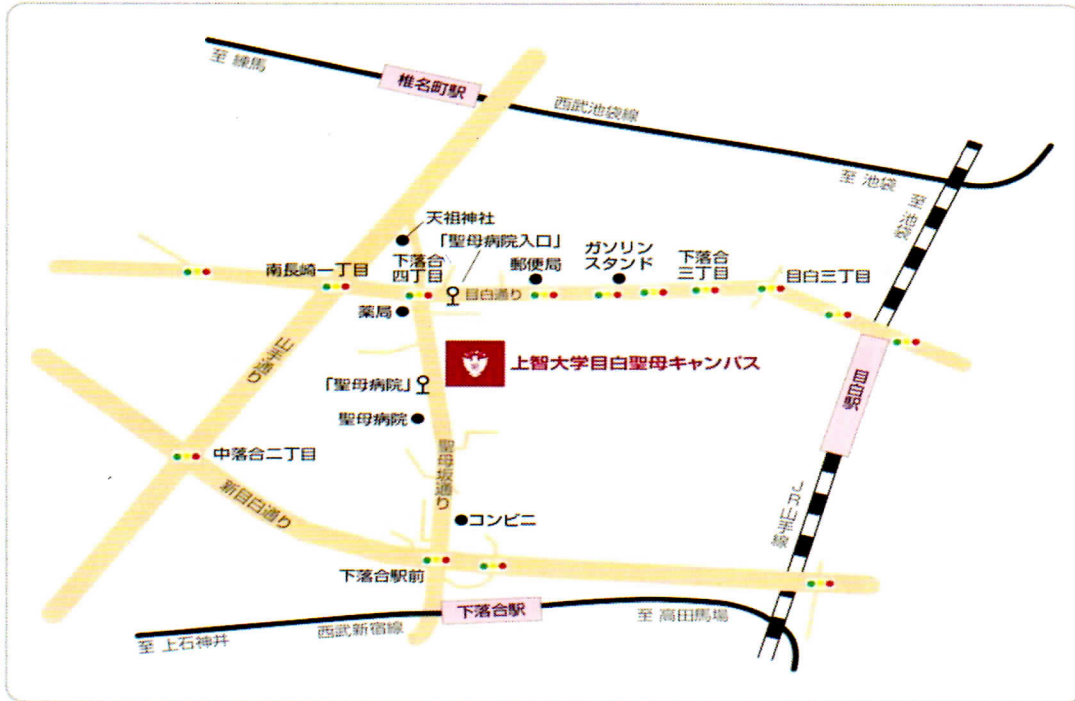 至 練馬
椎名町駅
西武池袋線
至 池袋
至 池袋
天祖神社
「聖母病院入口」
下落合
四丁目
郵便局
ガソリン
スタンド
下落合
三丁目
目白三丁目
南長崎一丁目
目白通り
薬局
山手通り
上智大学目白聖母キャンパス
目白駅
「聖母病院」
聖母病院
中落合二丁目
聖母坂通り
新目白通り
JR山手線
コンビニ
下落合駅前
下落合駅
至 高田馬場
西武新宿線
至 上石神井